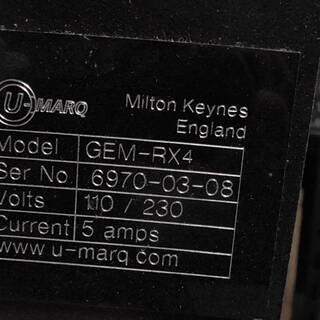 U-MARQ
Milton Keynes
England
Model GEM-RX4
Ser No. 6970-03-08
Volts 110 / 230
Current 5 amps
www u-marq.com